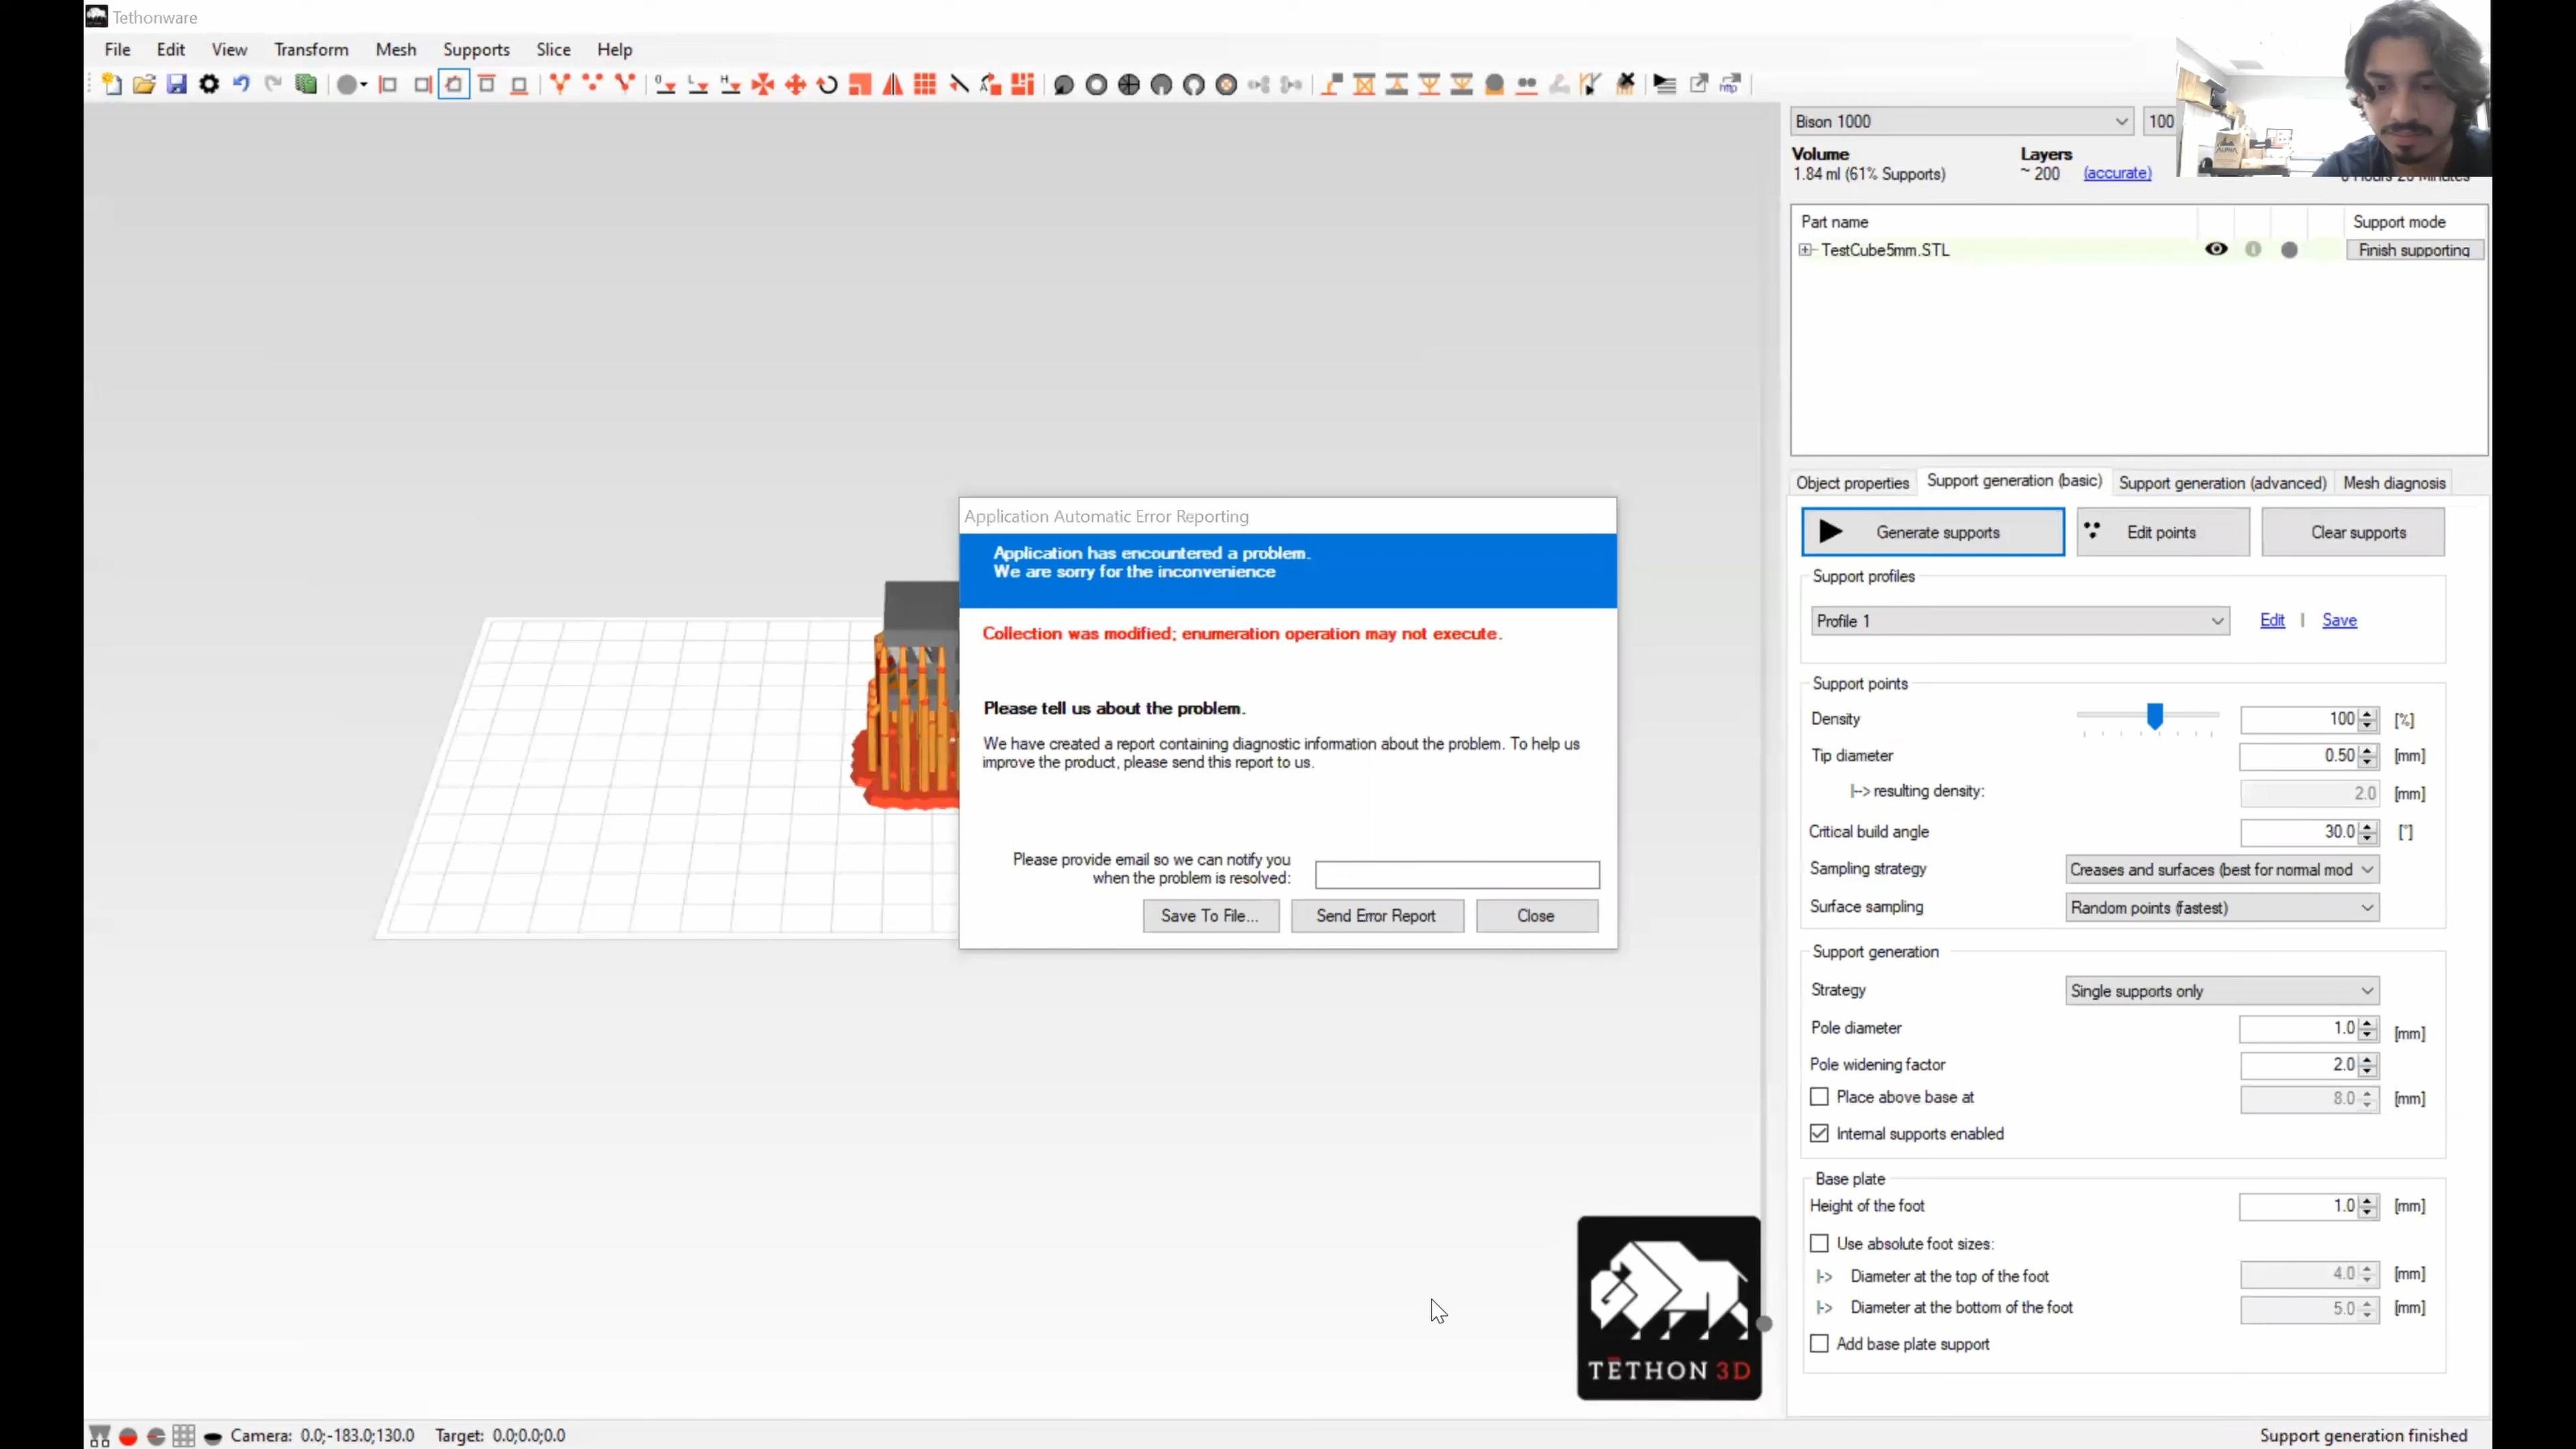 Tethonware
File Edit View Transform Mesh Supports Slice Help
http
Bison 1000
100
Volume
1.84 ml (61% Supports)
Layers
~ 200 (accurate)
Part name
Support mode
TestCube5mm.STL
Finish supporting
Object properties
Support generation (basic)
Support generation (advanced)
Mesh diagnosis
Generate supports
Edit points
Clear supports
Support profiles
Profile 1
Edit | Save
Support points
Density
100 [%]
Tip diameter
0.50 [mm]
|--> resulting density:
2.0 [mm]
Critical build angle
30.0 [°]
Sampling strategy
Creases and surfaces (best for normal mod
Surface sampling
Random points (fastest)
Support generation
Strategy
Single supports only
Pole diameter
1.0 [mm]
Pole widening factor
2.0
Place above base at
8.0 [mm]
Internal supports enabled
Base plate
Height of the foot
1.0 [mm]
Use absolute foot sizes:
|-> Diameter at the top of the foot
4.0 [mm]
|-> Diameter at the bottom of the foot
5.0 [mm]
Add base plate support
Application Automatic Error Reporting
Application has encountered a problem.
We are sorry for the inconvenience
Collection was modified; enumeration operation may not execute.
Please tell us about the problem.
We have created a report containing diagnostic information about the problem. To help us
improve the product, please send this report to us.
Please provide email so we can notify you
when the problem is resolved:
Save To File...
Send Error Report
Close
TETHON 3D
Camera: 0.0;-183.0;130.0 Target: 0.0;0.0;0.0
Support generation finished